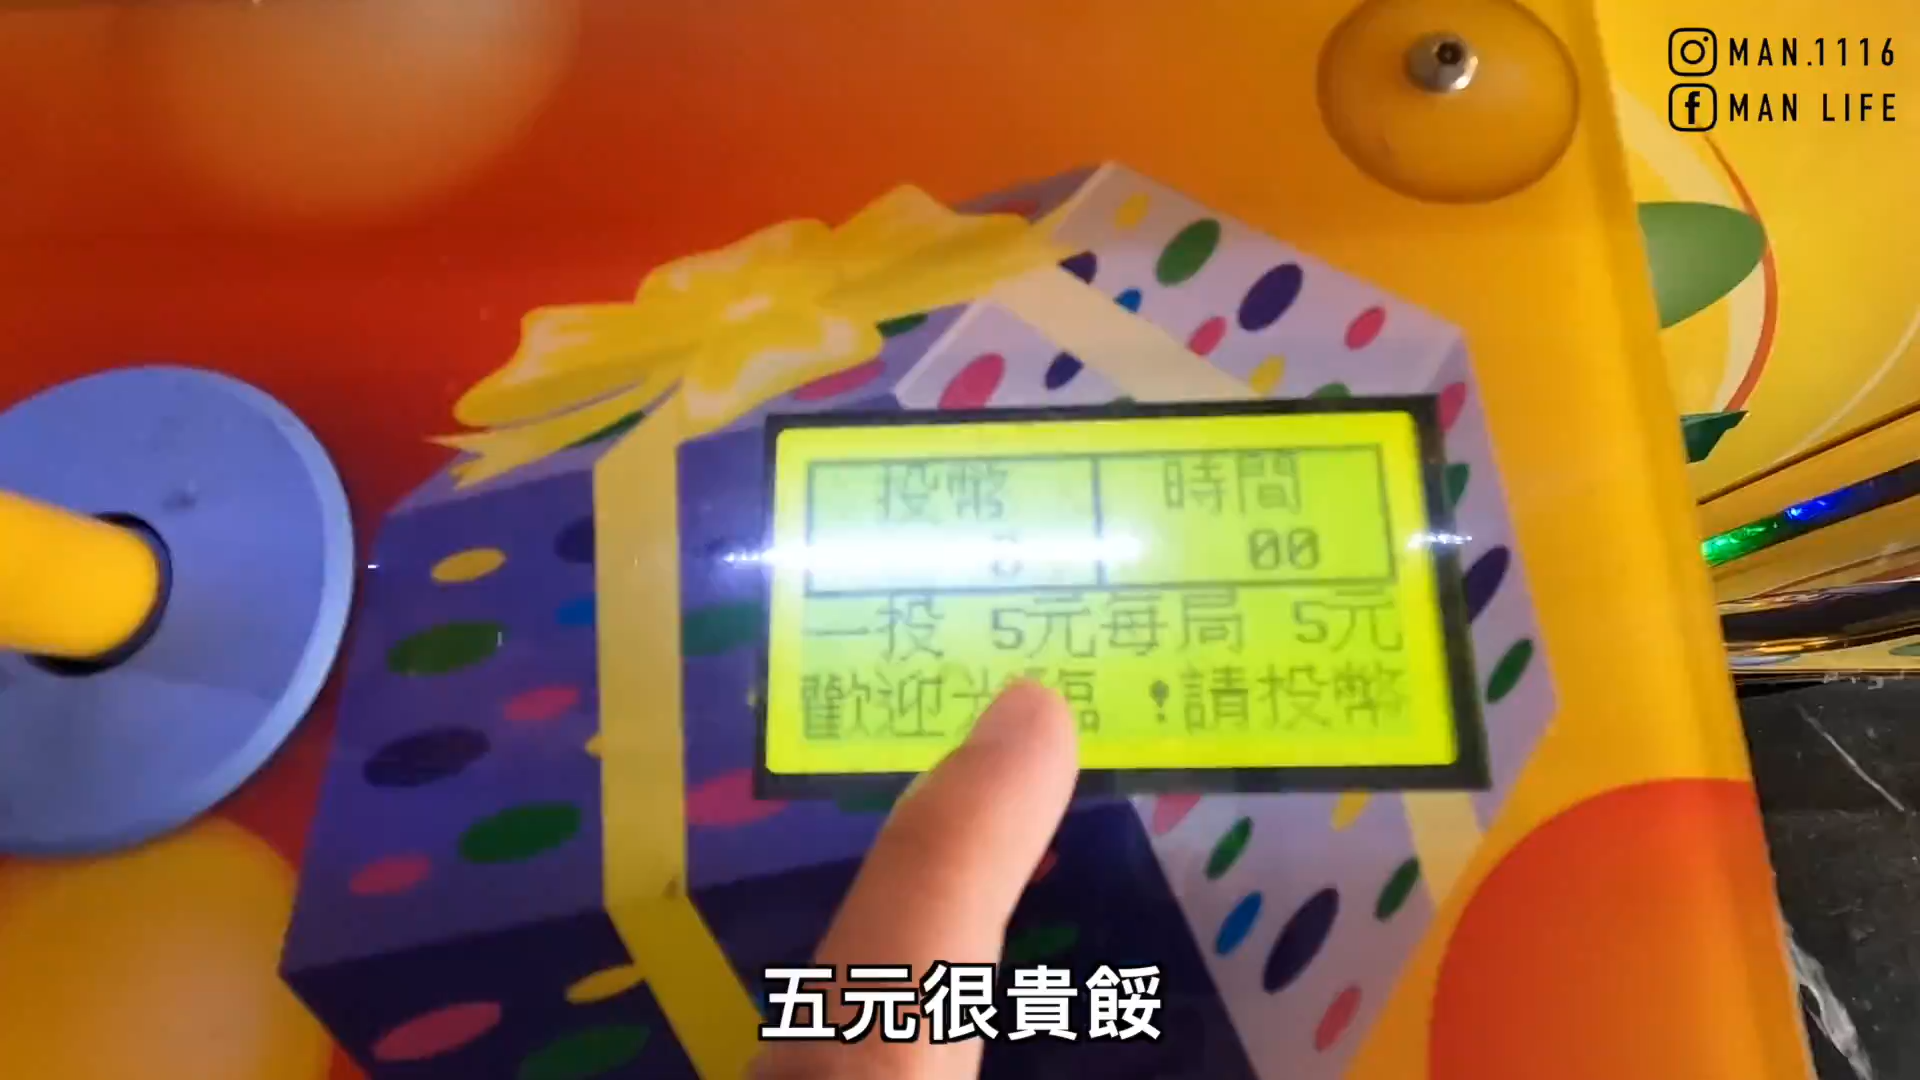 MAN.1116
MAN LIFE
投幣 時間
00
一投 5元每局 5元
歡迎光臨 !請投幣
五元很貴餒